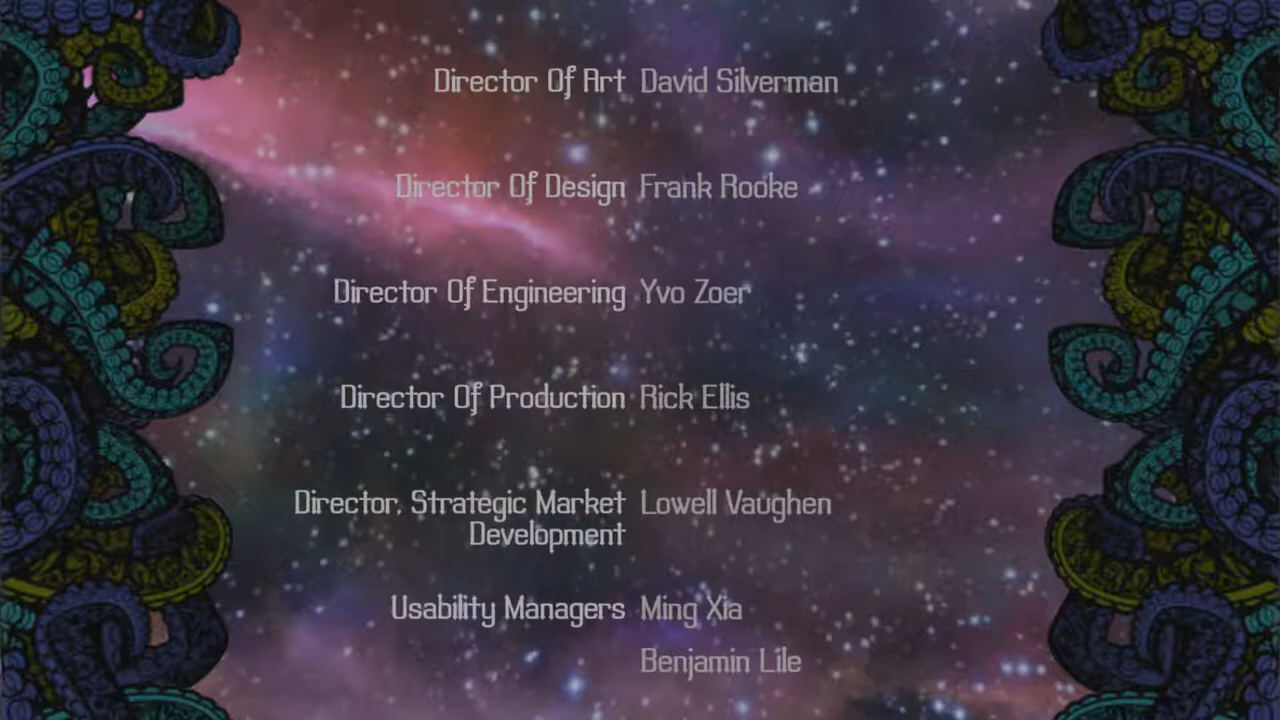 Director Of Art David Silverman
Director Of Design Frank Rooke
Director Of Engineering Yvo Zoer
Director Of Production Rick Ellis
Director, Strategic Market Lowell Vaughen
Development
Usability Managers Ming Xia
Benjamin Lile